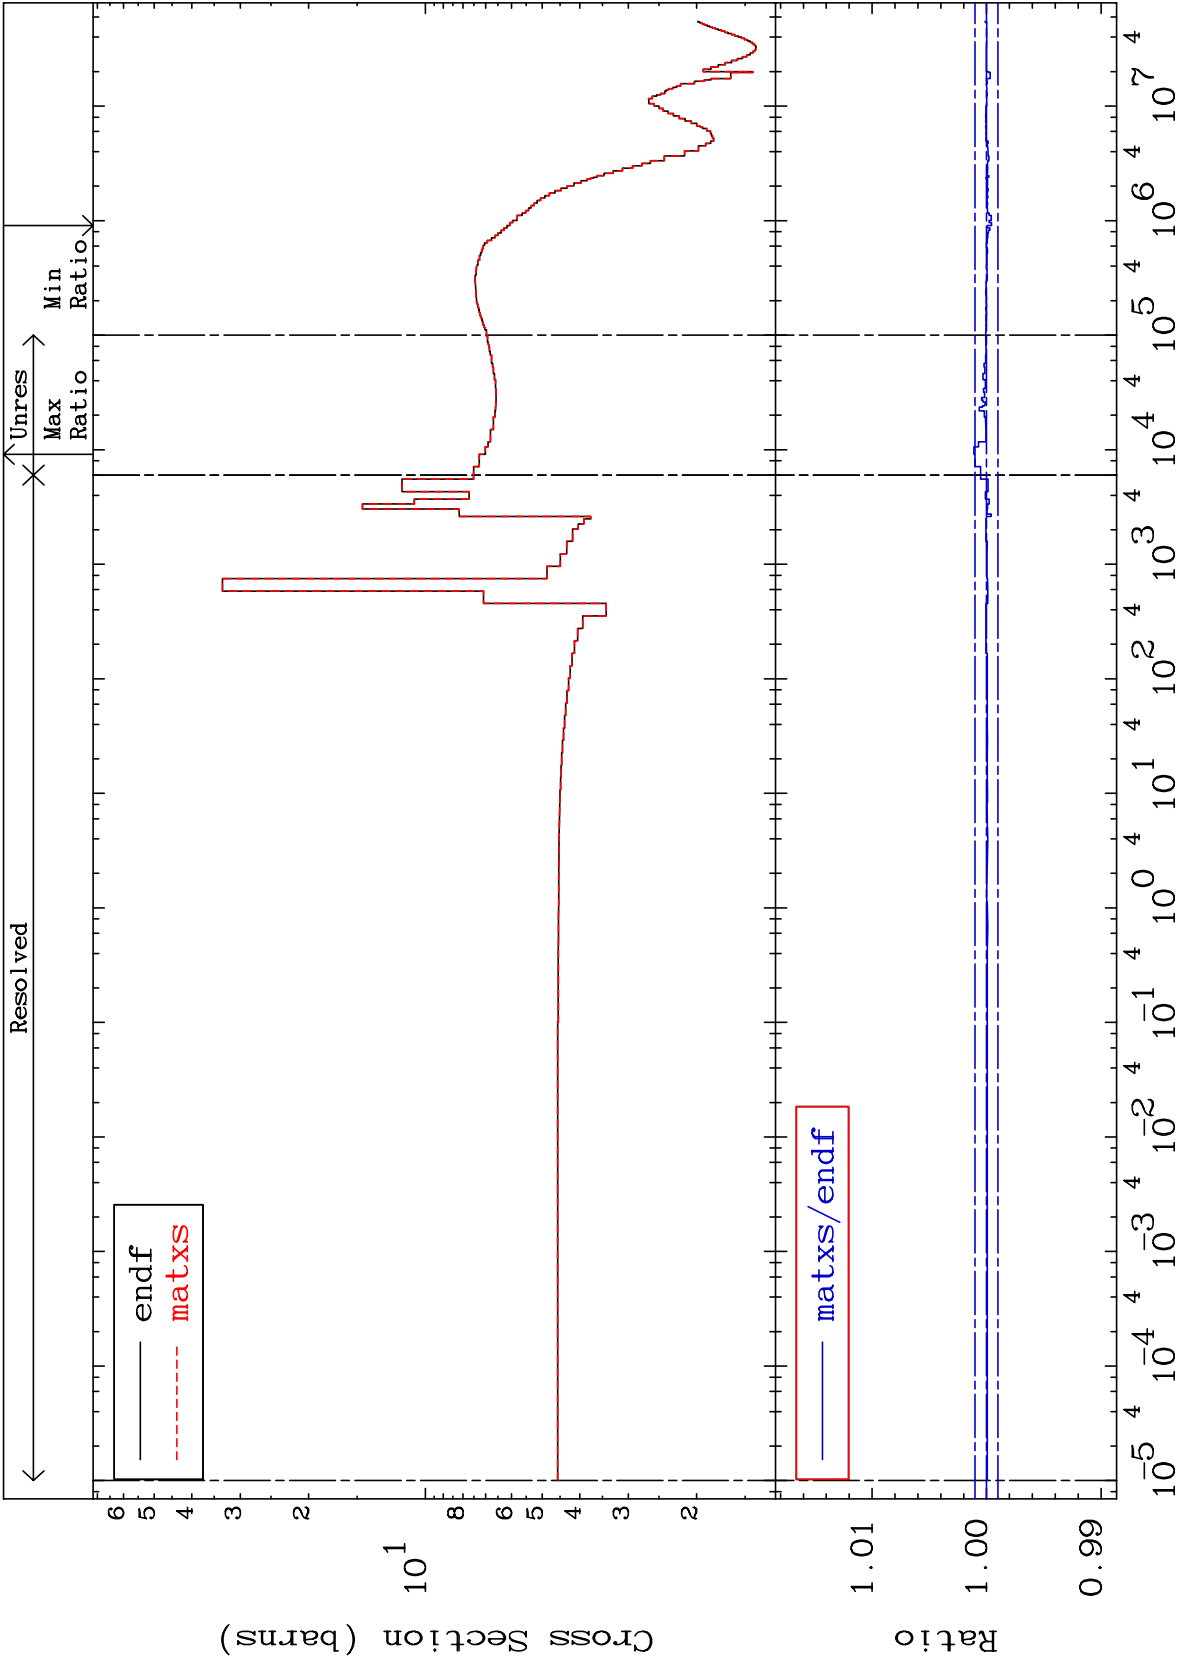 Resolved
Unres
Max
Ratio
Min
Ratio
endf
matxs
6
5
4
3
2
10^1
8
6
5
4
3
2
Cross Section (barns)
matxs/endf
1.01
1.00
0.99
Ratio
10^-5 4 10^-4 4 10^-3 4 10^-2 4 10^-1 4 10^0 4 10^1 4 10^2 4 10^3 4 10^4 4 10^5 4 10^6 4 10^7 4